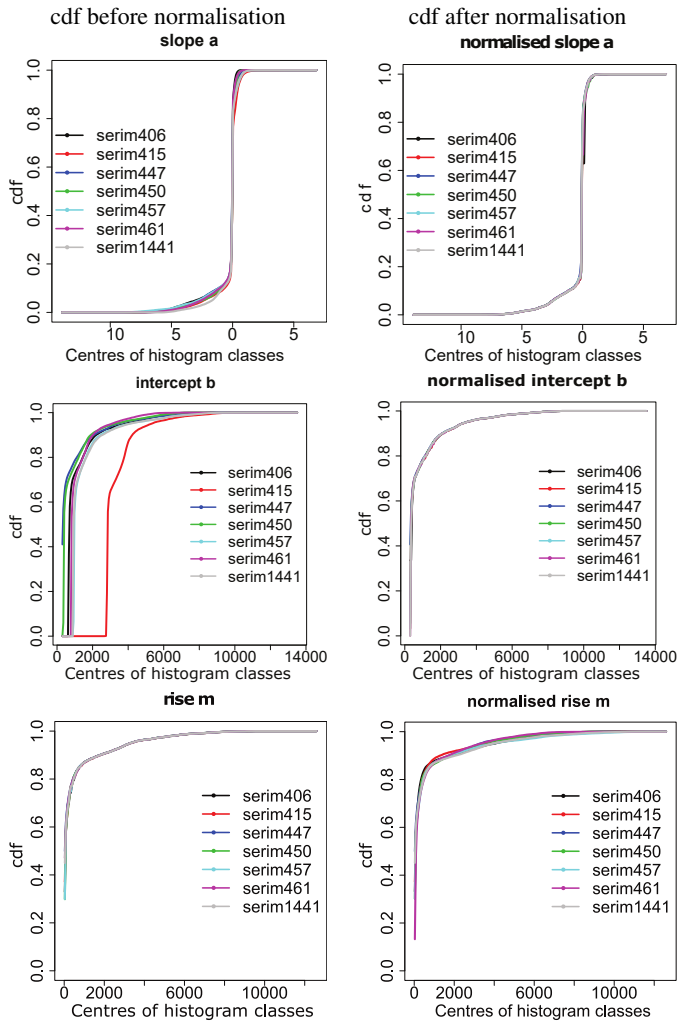 cdf before normalisation
cdf after normalisation
slope a
cdf
1.0
0.8
0.6
0.4
0.2
0.0
serim406
serim415
serim447
serim450
serim457
serim461
serim1441
10 5 0 5
Centres of histogram classes
normalised slope a
cdf
1.0
0.8
0.6
0.4
0.2
0.0
serim406
serim415
serim447
serim450
serim457
serim461
serim1441
10 5 0 5
Centres of histogram classes
intercept b
cdf
1.0
0.8
0.6
0.4
0.2
0.0
serim406
serim415
serim447
serim450
serim457
serim461
serim1441
0 2000 6000 10000 14000
Centres of histogram classes
normalised intercept b
cdf
1.0
0.8
0.6
0.4
0.2
0.0
serim406
serim415
serim447
serim450
serim457
serim461
serim1441
0 2000 6000 10000 14000
Centres of histogram classes
rise m
cdf
1.0
0.8
0.6
0.4
0.2
0.0
serim406
serim415
serim447
serim450
serim457
serim461
serim1441
0 2000 6000 10000
Centres of histogram classes
normalised rise m
cdf
1.0
0.8
0.6
0.4
0.2
0.0
serim406
serim415
serim447
serim450
serim457
serim461
serim1441
0 2000 6000 10000
Centres of histogram classes